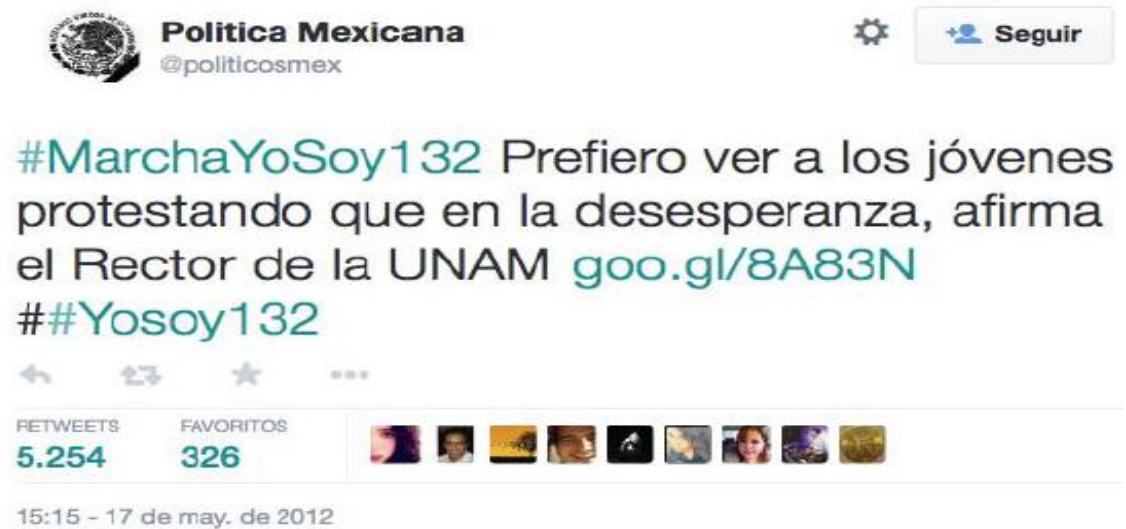 Politica Mexicana
@politicosmex
Seguir
#MarchaYoSoy132 Prefiero ver a los jóvenes
protestando que en la desesperanza, afirma
el Rector de la UNAM goo.gl/8A83N
##Yosoy132
RETWEETS FAVORITOS
5.254 326
15:15 - 17 de may. de 2012